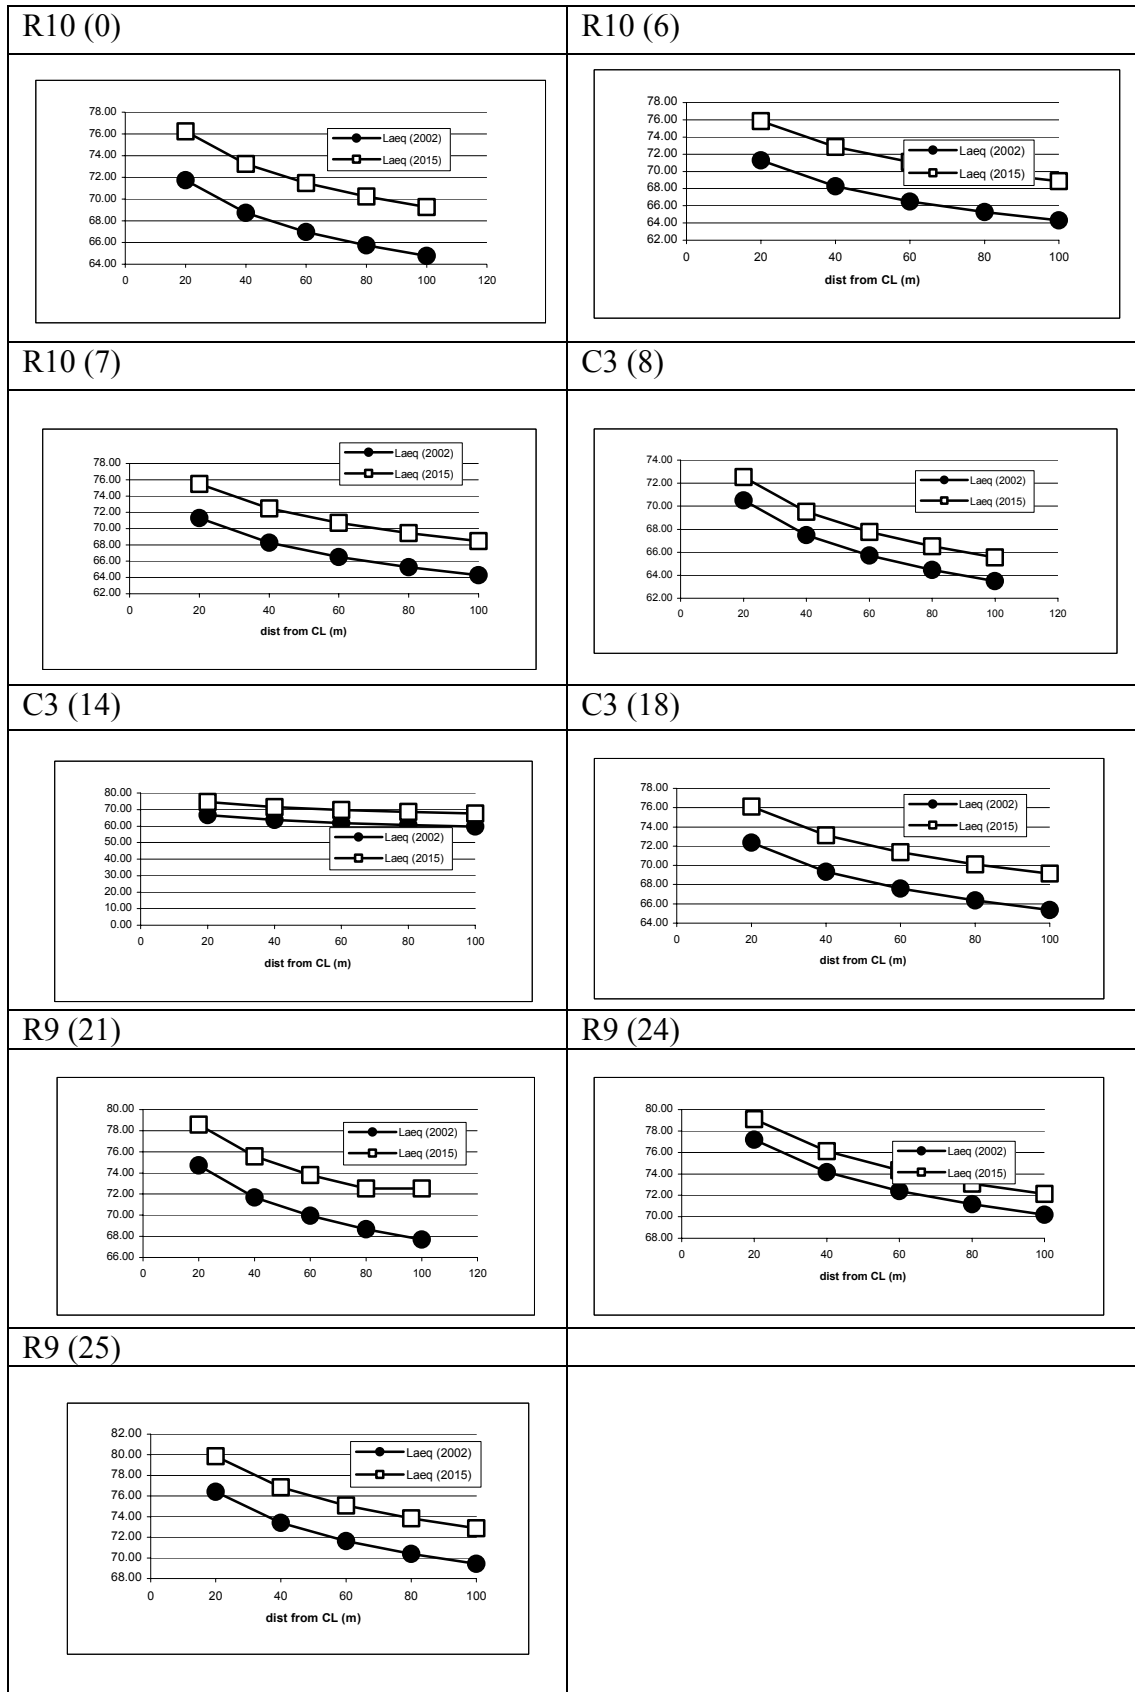 R10 (0)
R10 (6)
78.00
76.00
74.00
72.00
70.00
68.00
66.00
64.00
0 20 40 60 80 100 120
Laeq (2002)
Laeq (2015)
78.00
76.00
74.00
72.00
70.00
68.00
66.00
64.00
62.00
0 20 40 60 80 100
dist from CL (m)
Laeq (2002)
Laeq (2015)
R10 (7)
C3 (8)
78.00
76.00
74.00
72.00
70.00
68.00
66.00
64.00
62.00
0 20 40 60 80 100
dist from CL (m)
Laeq (2002)
Laeq (2015)
74.00
72.00
70.00
68.00
66.00
64.00
62.00
0 20 40 60 80 100 120
Laeq (2002)
Laeq (2015)
C3 (14)
C3 (18)
80.00
70.00
60.00
50.00
40.00
30.00
20.00
10.00
0.00
0 20 40 60 80 100
dist from CL (m)
Laeq (2002)
Laeq (2015)
78.00
76.00
74.00
72.00
70.00
68.00
66.00
64.00
0 20 40 60 80 100
dist from CL (m)
Laeq (2002)
Laeq (2015)
R9 (21)
R9 (24)
80.00
78.00
76.00
74.00
72.00
70.00
68.00
66.00
0 20 40 60 80 100 120
Laeq (2002)
Laeq (2015)
80.00
78.00
76.00
74.00
72.00
70.00
68.00
0 20 40 60 80 100
dist from CL (m)
Laeq (2002)
Laeq (2015)
R9 (25)
82.00
80.00
78.00
76.00
74.00
72.00
70.00
68.00
0 20 40 60 80 100
dist from CL (m)
Laeq (2002)
Laeq (2015)